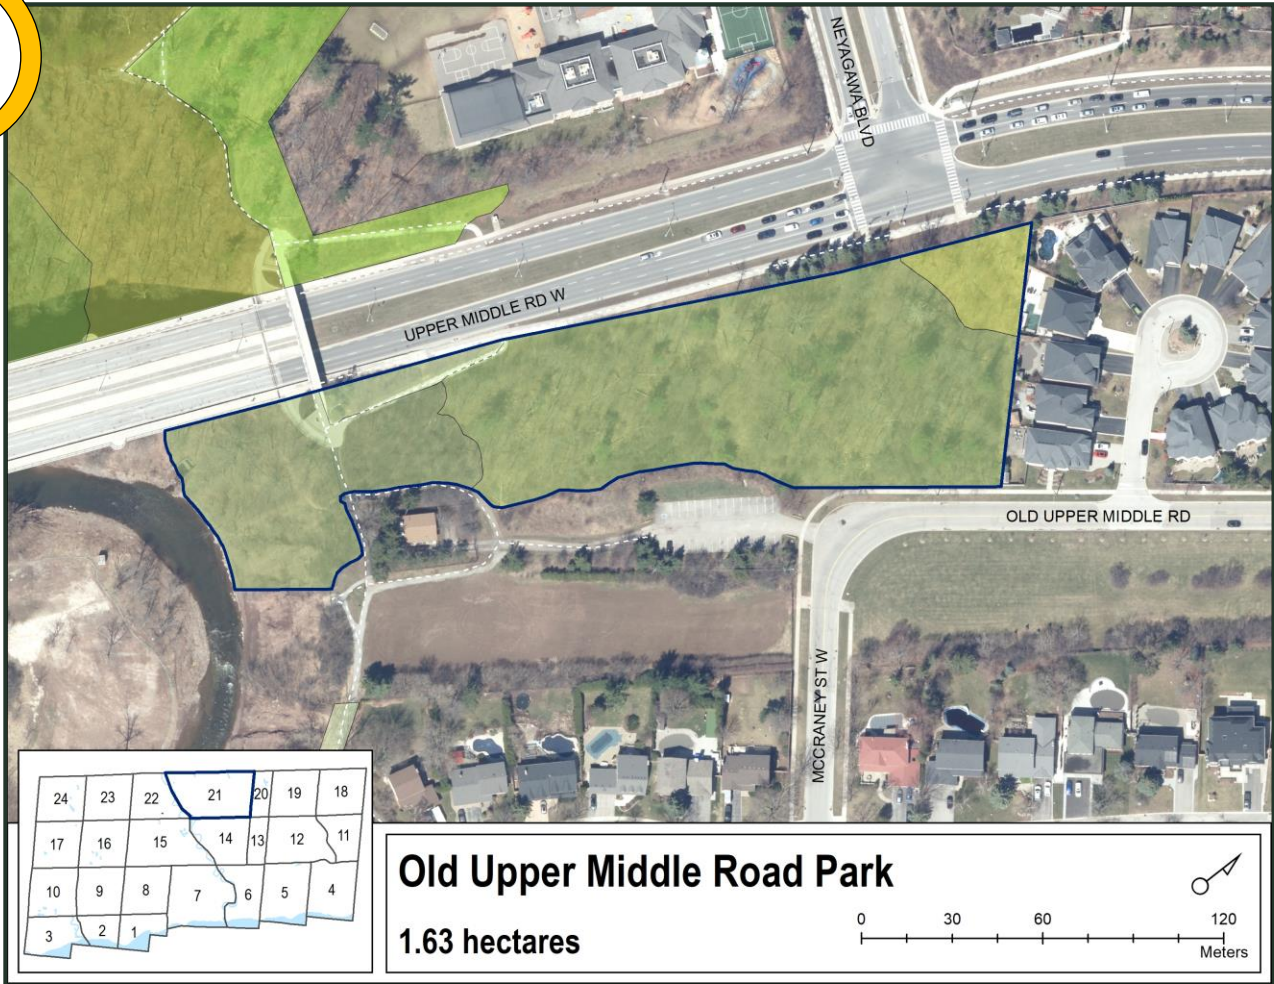 NEYAGAWA BLVD
UPPER MIDDLE RD W
OLD UPPER MIDDLE RD
MCCRANEY ST W
24 23 22 21 20 19 18
17 16 15 14 13 12 11
10 9 8 7 6 5 4
3 2 1
Old Upper Middle Road Park
1.63 hectares
0 30 60 120
Meters